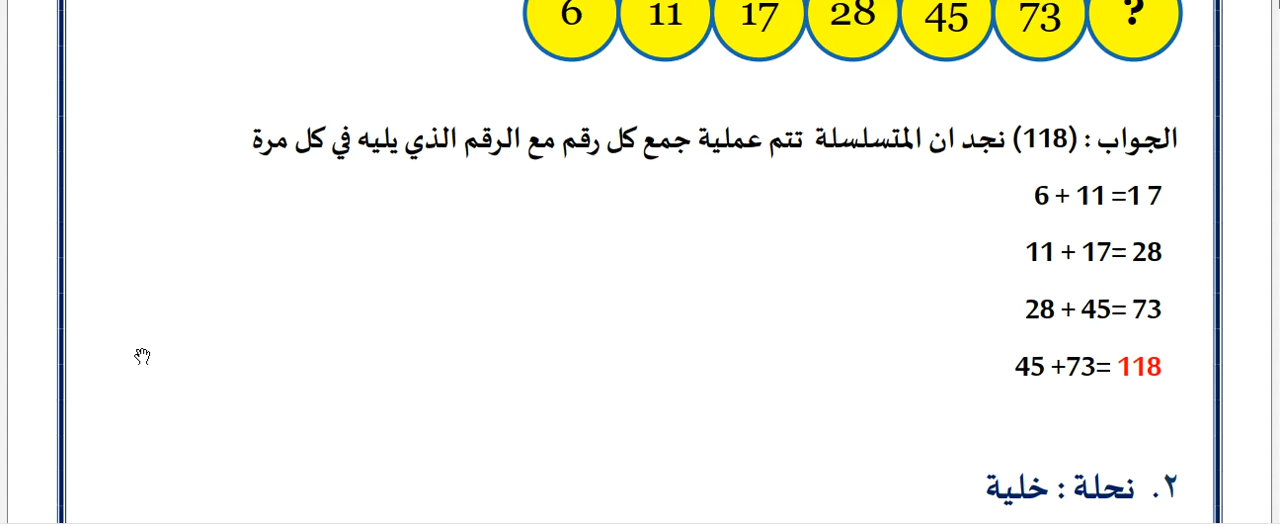 6 11 17 28 45 73 ?
الجواب : (118) نجد ان المتسلسلة تتم عملية جمع كل رقم مع الرقم الذي يليه في كل مرة
6 + 11 =1 7
11 + 17= 28
28 + 45= 73
45 +73= 118
٢. نحلة : خلية